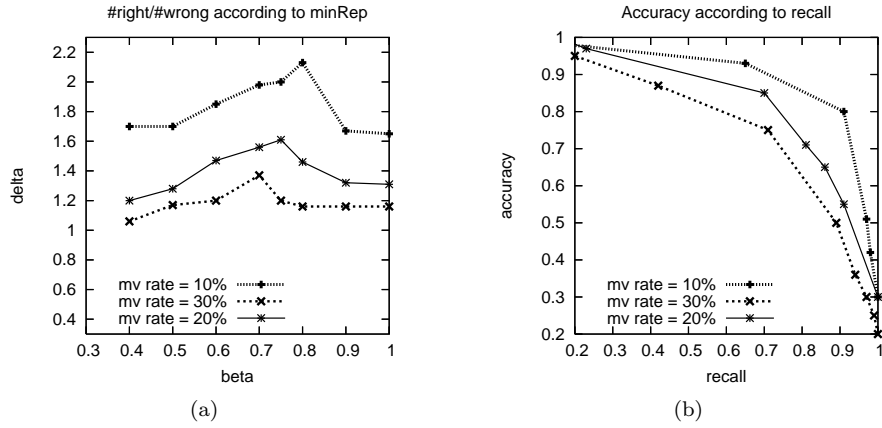 #right/#wrong according to minRep
2.2
2
1.8
1.6
1.4
1.2
1
0.8
0.6
0.4
delta
mv rate = 10%
mv rate = 30%
mv rate = 20%
0.3 0.4 0.5 0.6 0.7 0.8 0.9 1
beta
(a)
Accuracy according to recall
1
0.9
0.8
0.7
0.6
0.5
0.4
0.3
0.2
accuracy
mv rate = 10%
mv rate = 30%
mv rate = 20%
0.2 0.3 0.4 0.5 0.6 0.7 0.8 0.9 1
recall
(b)